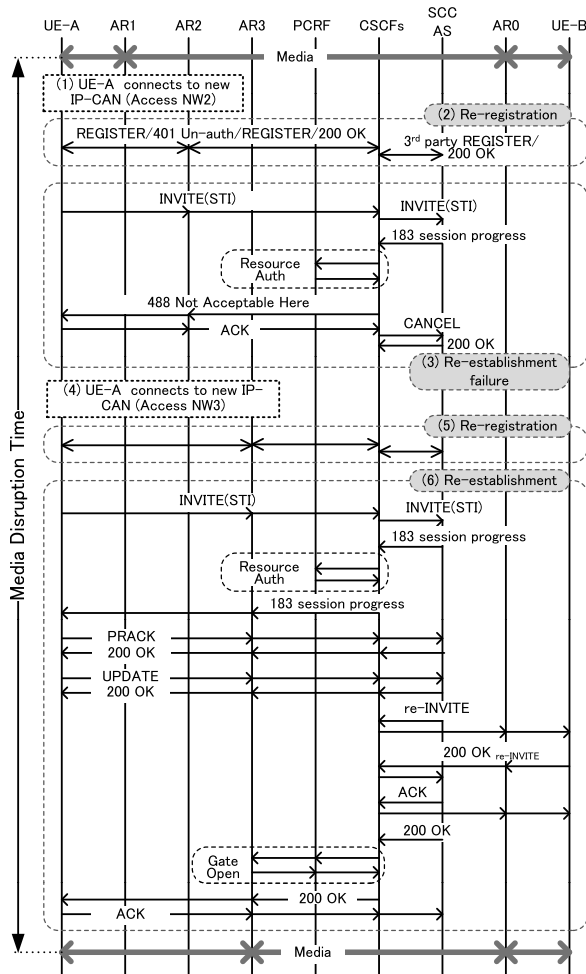 UE-A AR1 AR2 AR3 PCRF CSCFs SCC AS AR0 UE-B
Media
(1) UE-A connects to new
IP-CAN (Access NW2)
(2) Re-registration
REGISTER/401 Un-auth/REGISTER/200 OK
3rd party REGISTER/
200 OK
INVITE(STI)
INVITE(STI)
183 session progress
Resource
Auth
488 Not Acceptable Here
ACK
CANCEL
200 OK
(3) Re-establishment
failure
(4) UE-A connects to new IP-
CAN (Access NW3)
(5) Re-registration
(6) Re-establishment
INVITE(STI)
INVITE(STI)
183 session progress
Resource
Auth
183 session progress
PRACK
200 OK
UPDATE
200 OK
re-INVITE
200 OK re-INVITE
ACK
200 OK
Gate
Open
200 OK
ACK
Media
Media Disruption Time